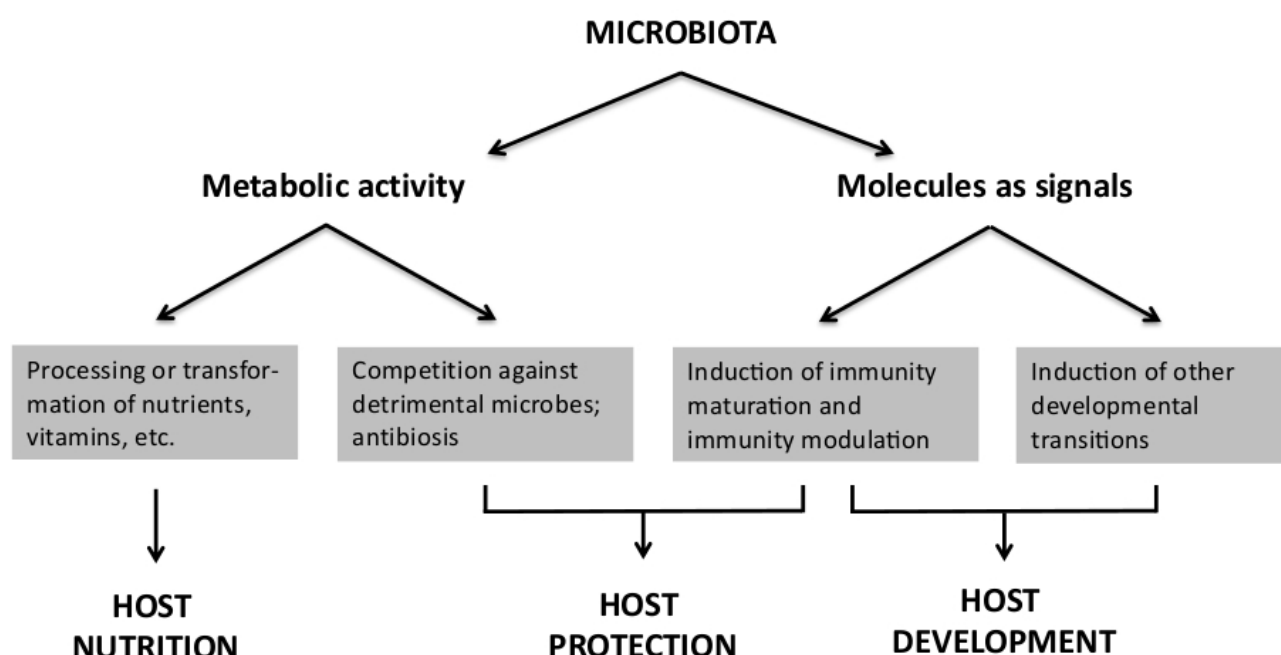 MICROBIOTA
Metabolic activity
Molecules as signals
Processing or transfor-
mation of nutrients,
vitamins, etc.
Competition against
detrimental microbes;
antibiosis
Induction of immunity
maturation and
immunity modulation
Induction of other
developmental
transitions
HOST
NUTRITION
HOST
PROTECTION
HOST
DEVELOPMENT